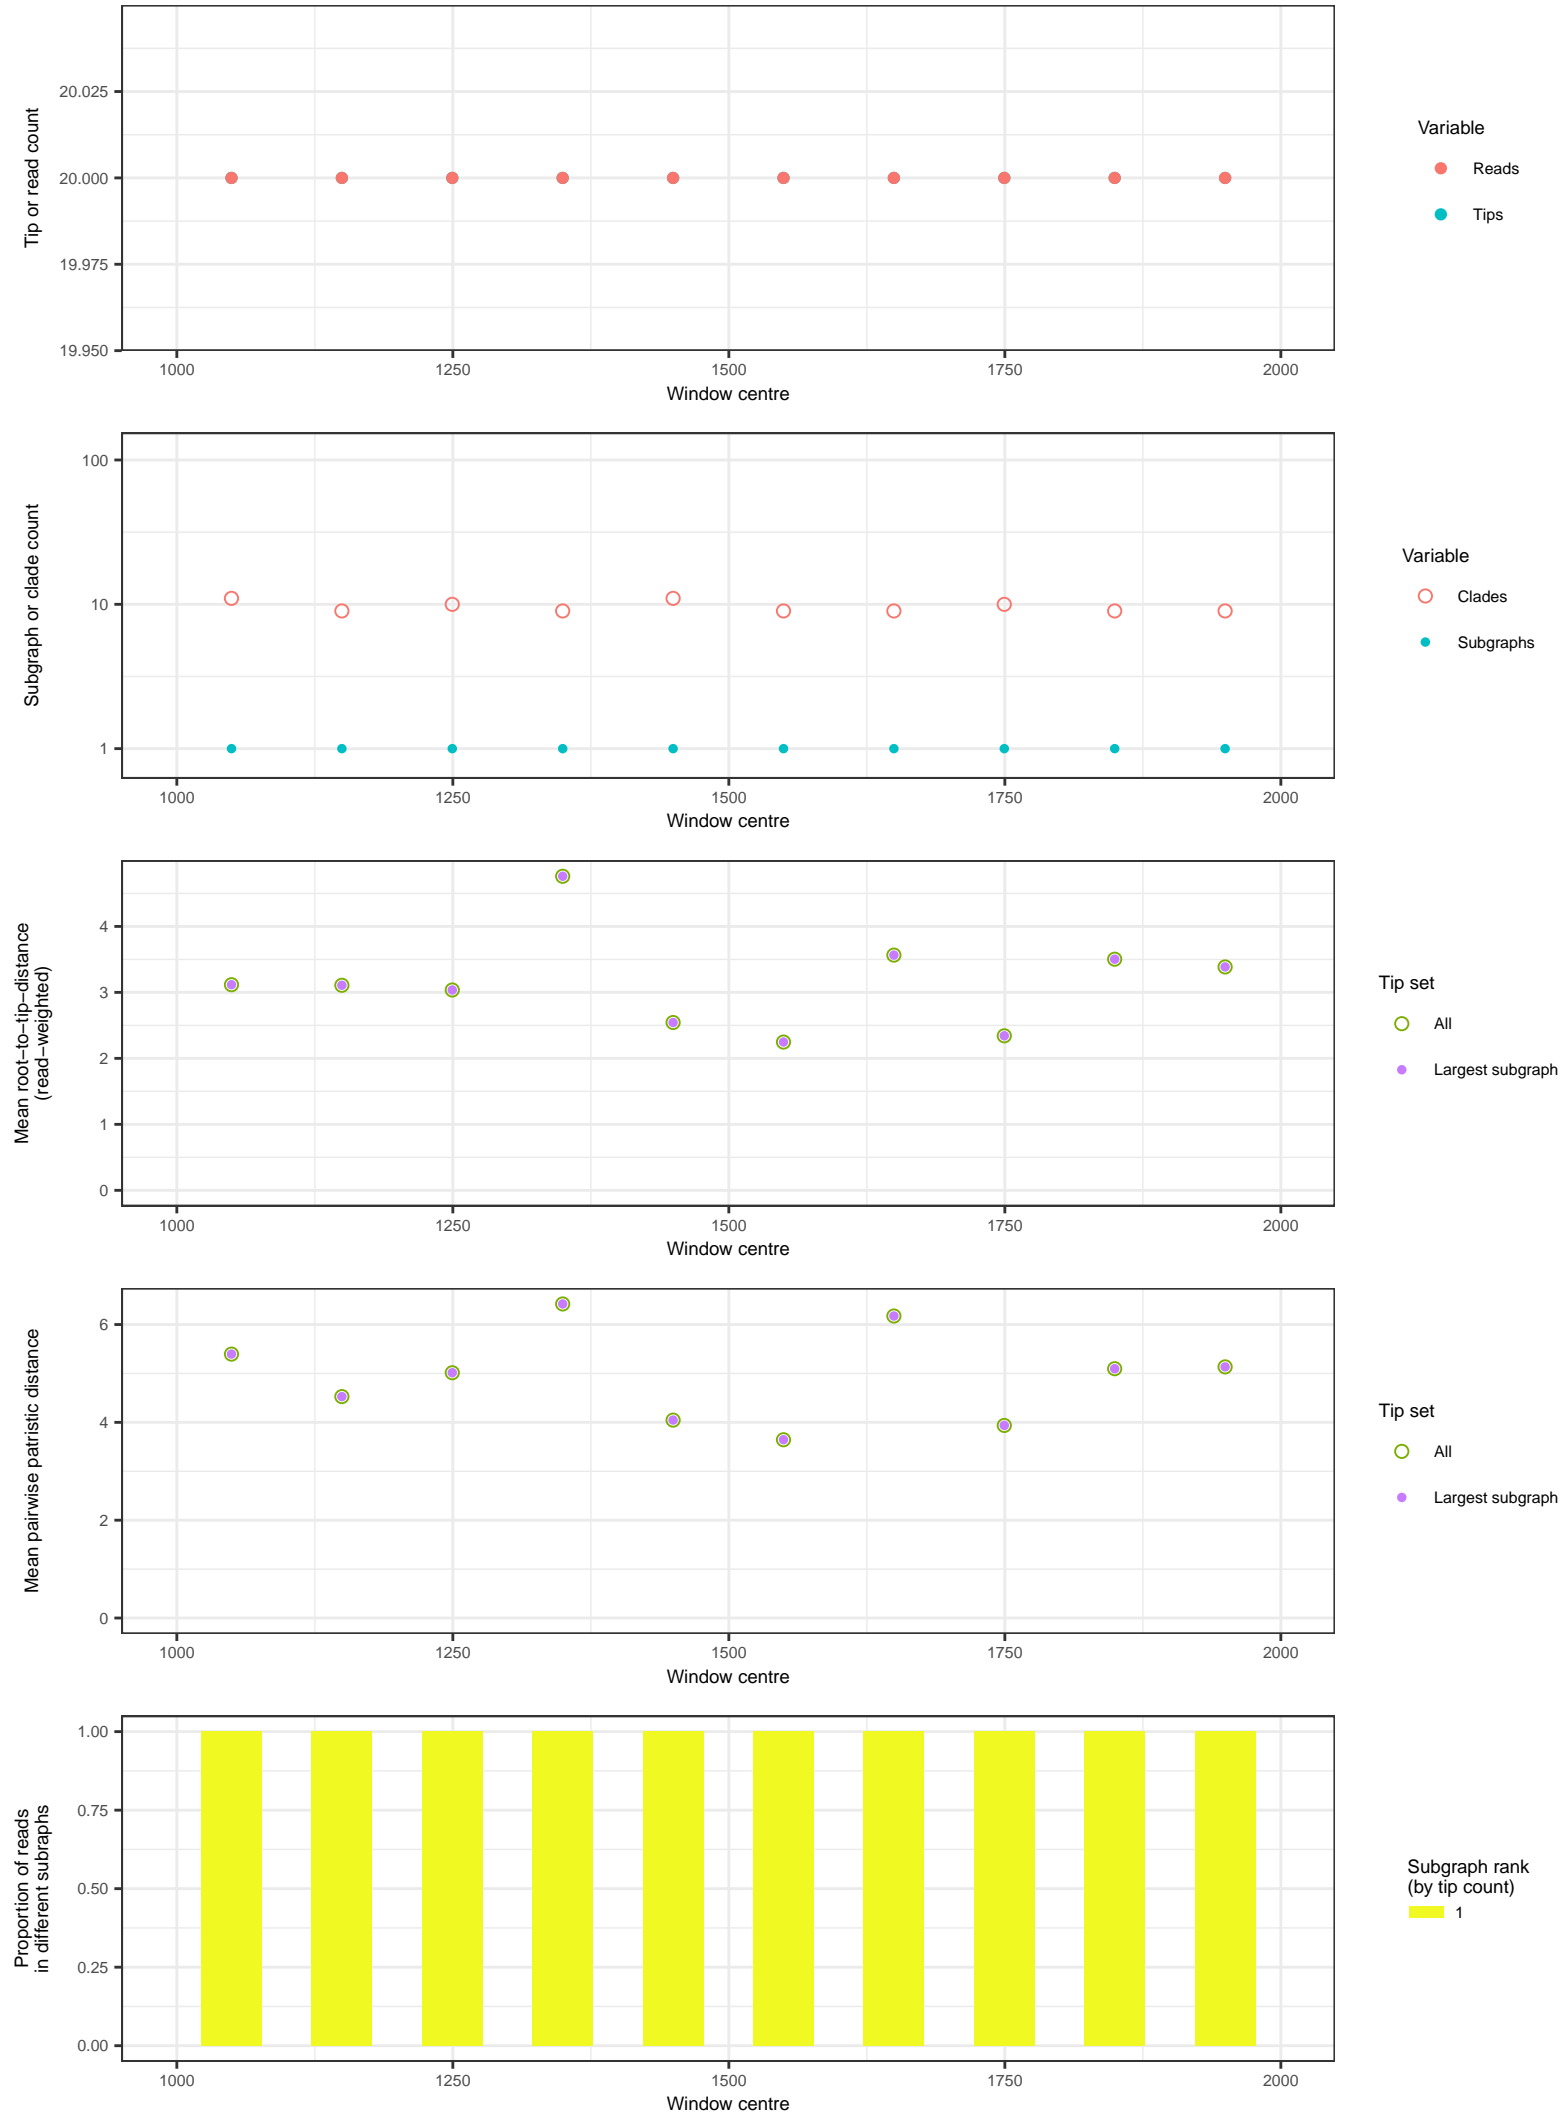 Tip or read count
20.025
20.000
19.975
19.950
1000 1250 1500 1750 2000
Window centre
Variable
Reads
Tips
Subgraph or clade count
100
10
1
1000 1250 1500 1750 2000
Window centre
Variable
Clades
Subgraphs
Mean root−to−tip−distance
(read−weighted)
4
3
2
1
0
1000 1250 1500 1750 2000
Window centre
Tip set
All
Largest subgraph
Mean pairwise patristic distance
6
4
2
0
1000 1250 1500 1750 2000
Window centre
Tip set
All
Largest subgraph
Proportion of reads
in different subraphs
1.00
0.75
0.50
0.25
0.00
1000 1250 1500 1750 2000
Window centre
Subgraph rank
(by tip count)
1